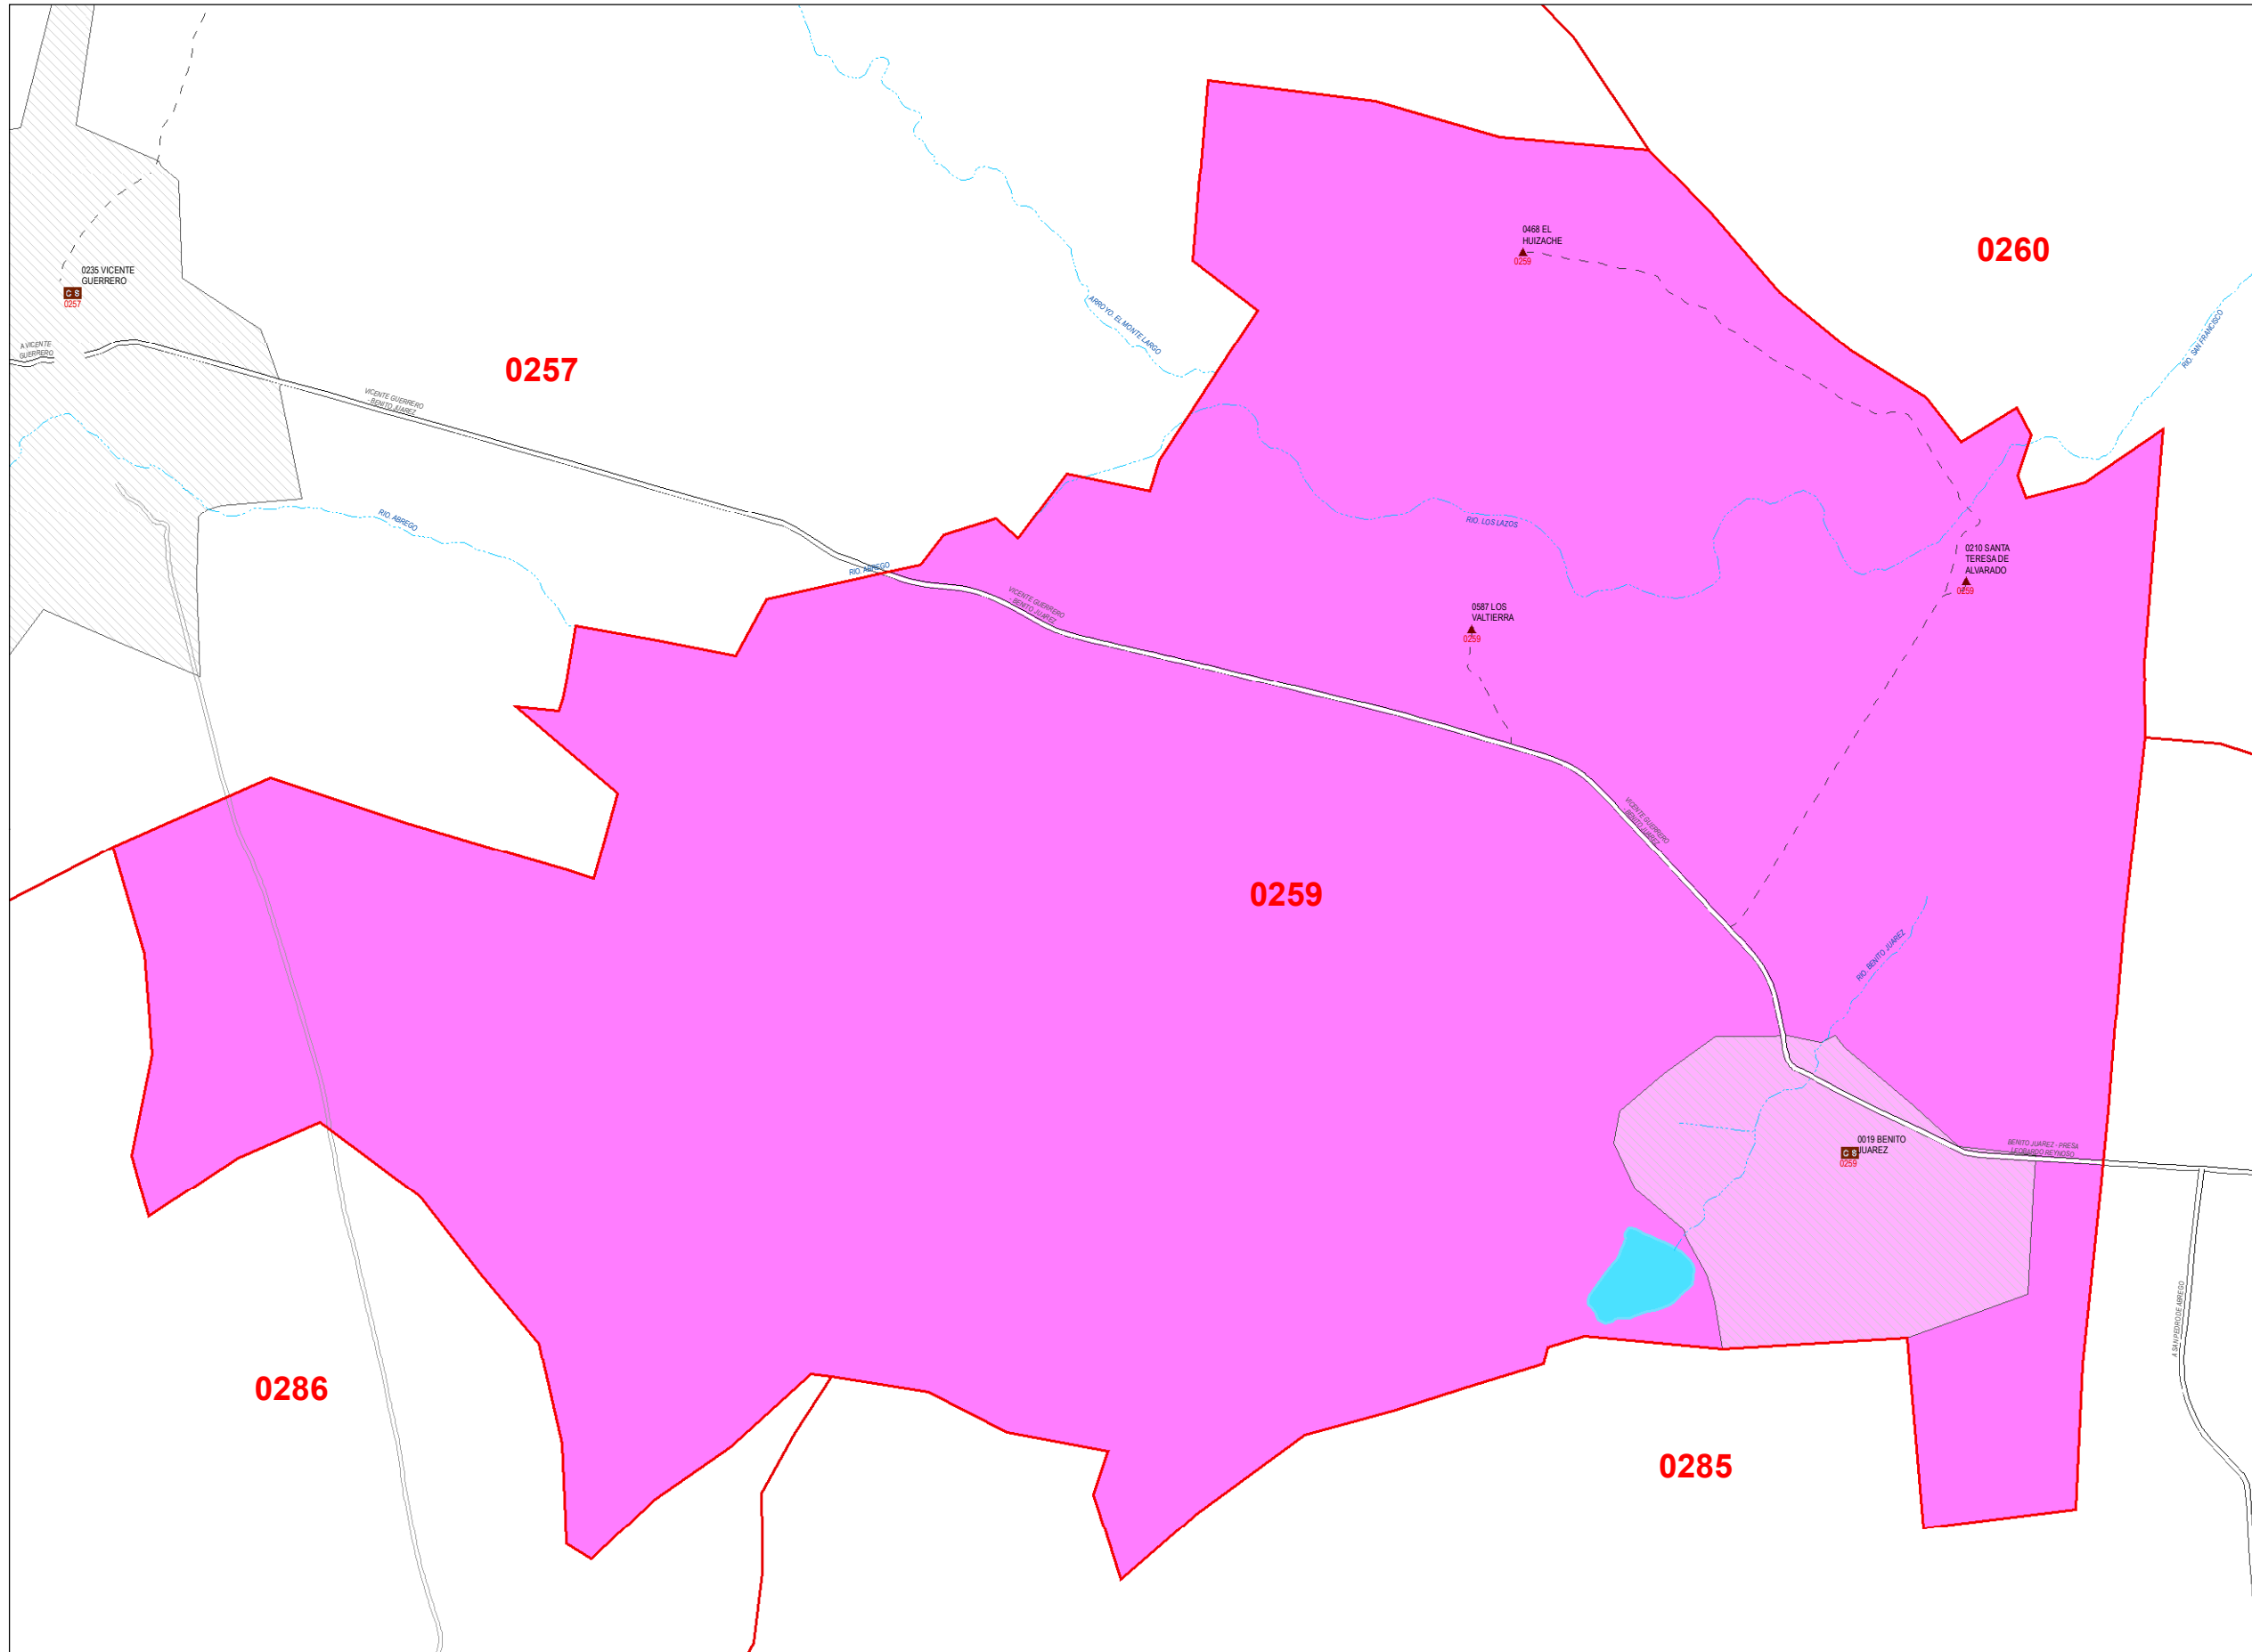 0468 EL
HUIZACHE
0259
0260
0235 VICENTE
GUERRERO
C S
0257
ARROYO. EL MONTE LARGO
RIO. SAN FRANCISCO
A VICENTE
GUERRERO
0257
VICENTE GUERRERO
- BENITO JUAREZ
RIO. ABREGO
RIO. LOS LAZOS
0210 SANTA
TERESA DE
ALVARADO
0259
RIO. ABREGO
VICENTE GUERRERO
- BENITO JUAREZ
0587 LOS
VALTIERRA
0259
VICENTE GUERRERO
- BENITO JUAREZ
0259
RIO. BENITO JUAREZ
0019 BENITO
JUAREZ
C S
0259
BENITO JUAREZ - PRESA
LEOBARDO REYNOSO
A SAN PEDRO DE ABREGO
0286
0285